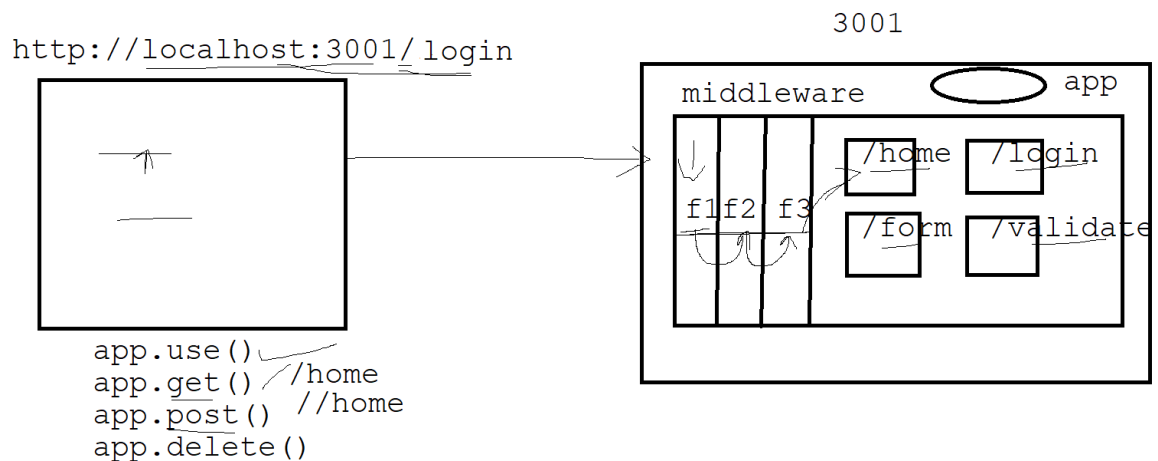 3001
http://localhost:3001/login
middleware
app
/home
/login
f1
f2
f3
/form
/validate
app.use()
app.get()
/home
app.post()
//home
app.delete()